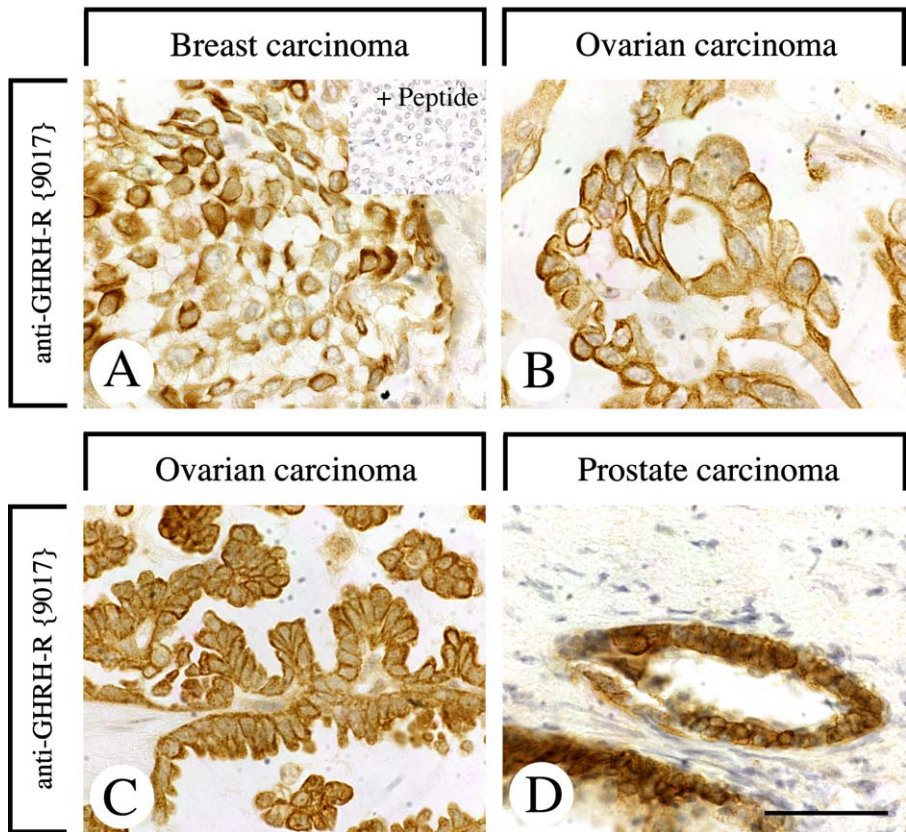 Breast carcinoma
Ovarian carcinoma
anti-GHRH-R {9017}
+ Peptide
A
B
Ovarian carcinoma
Prostate carcinoma
anti-GHRH-R {9017}
C
D